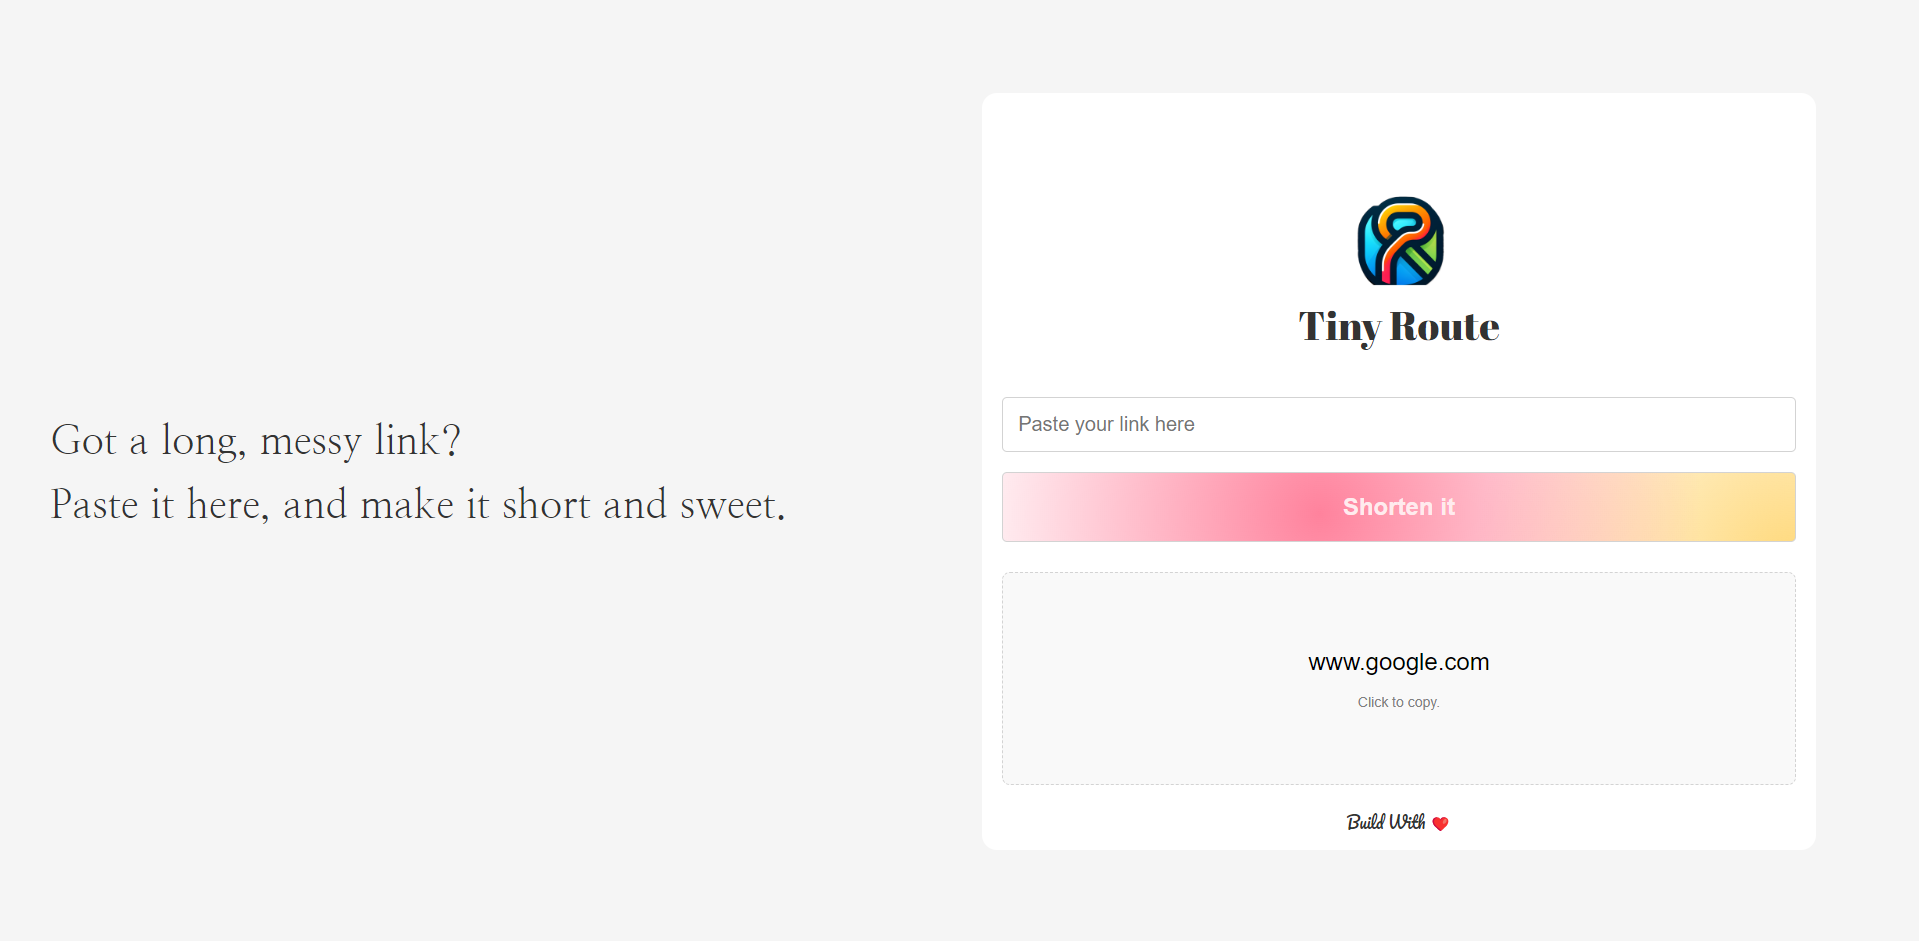 Got a long, messy link?
Paste it here, and make it short and sweet.
Tiny Route
Paste your link here
Shorten it
www.google.com
Click to copy.
Build With ❤️